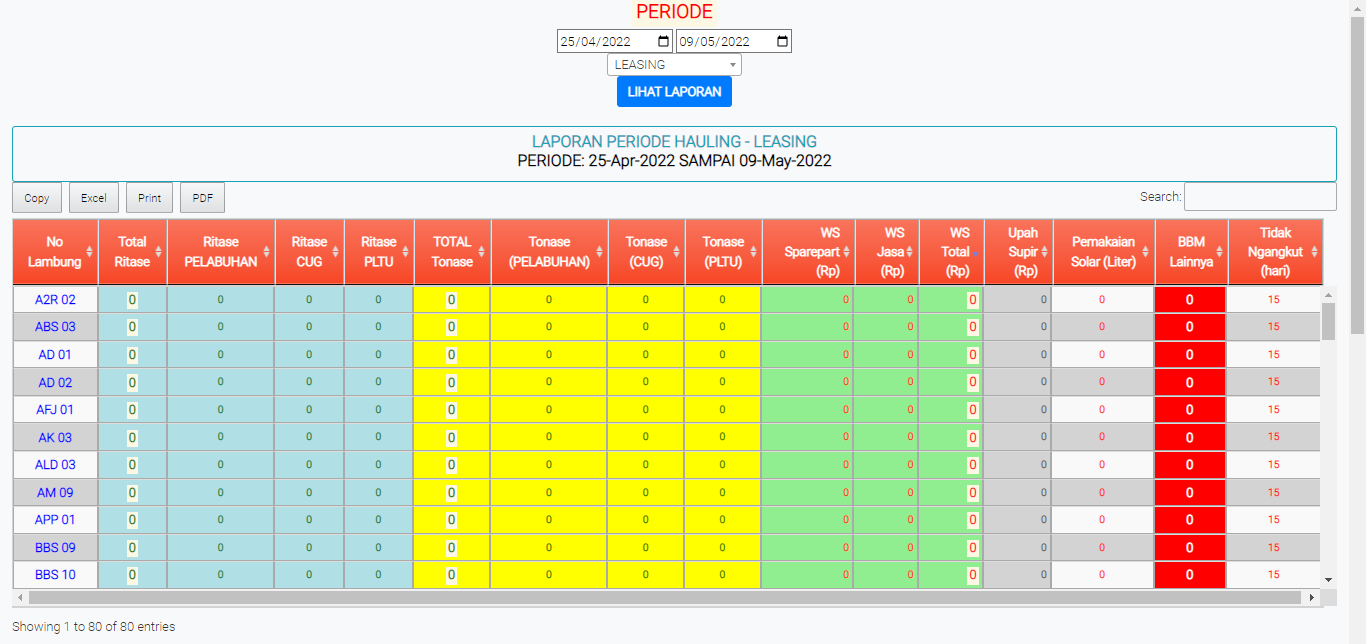 PERIODE
25/04/2022 09/05/2022
LEASING
LIHAT LAPORAN
LAPORAN PERIODE HAULING - LEASING
PERIODE: 25-Apr-2022 SAMPAI 09-May-2022
Copy Excel Print PDF Search:
No Lambung Total Ritase Ritase PELABUHAN Ritase CUG Ritase PLTU TOTAL Tonase Tonase (PELABUHAN) Tonase (CUG) Tonase (PLTU) WS Sparepart (Rp) WS Jasa (Rp) WS Total (Rp) Upah Supir (Rp) Pemakaian Solar (Liter) BBM Lainnya Tidak Ngangkut (hari)
A2R 02 0 0 0 0 0 0 0 0 0 0 0 0 0 0 15
ABS 03 0 0 0 0 0 0 0 0 0 0 0 0 0 0 15
AD 01 0 0 0 0 0 0 0 0 0 0 0 0 0 0 15
AD 02 0 0 0 0 0 0 0 0 0 0 0 0 0 0 15
AFJ 01 0 0 0 0 0 0 0 0 0 0 0 0 0 0 15
AK 03 0 0 0 0 0 0 0 0 0 0 0 0 0 0 15
ALD 03 0 0 0 0 0 0 0 0 0 0 0 0 0 0 15
AM 09 0 0 0 0 0 0 0 0 0 0 0 0 0 0 15
APP 01 0 0 0 0 0 0 0 0 0 0 0 0 0 0 15
BBS 09 0 0 0 0 0 0 0 0 0 0 0 0 0 0 15
BBS 10 0 0 0 0 0 0 0 0 0 0 0 0 0 0 15
Showing 1 to 80 of 80 entries